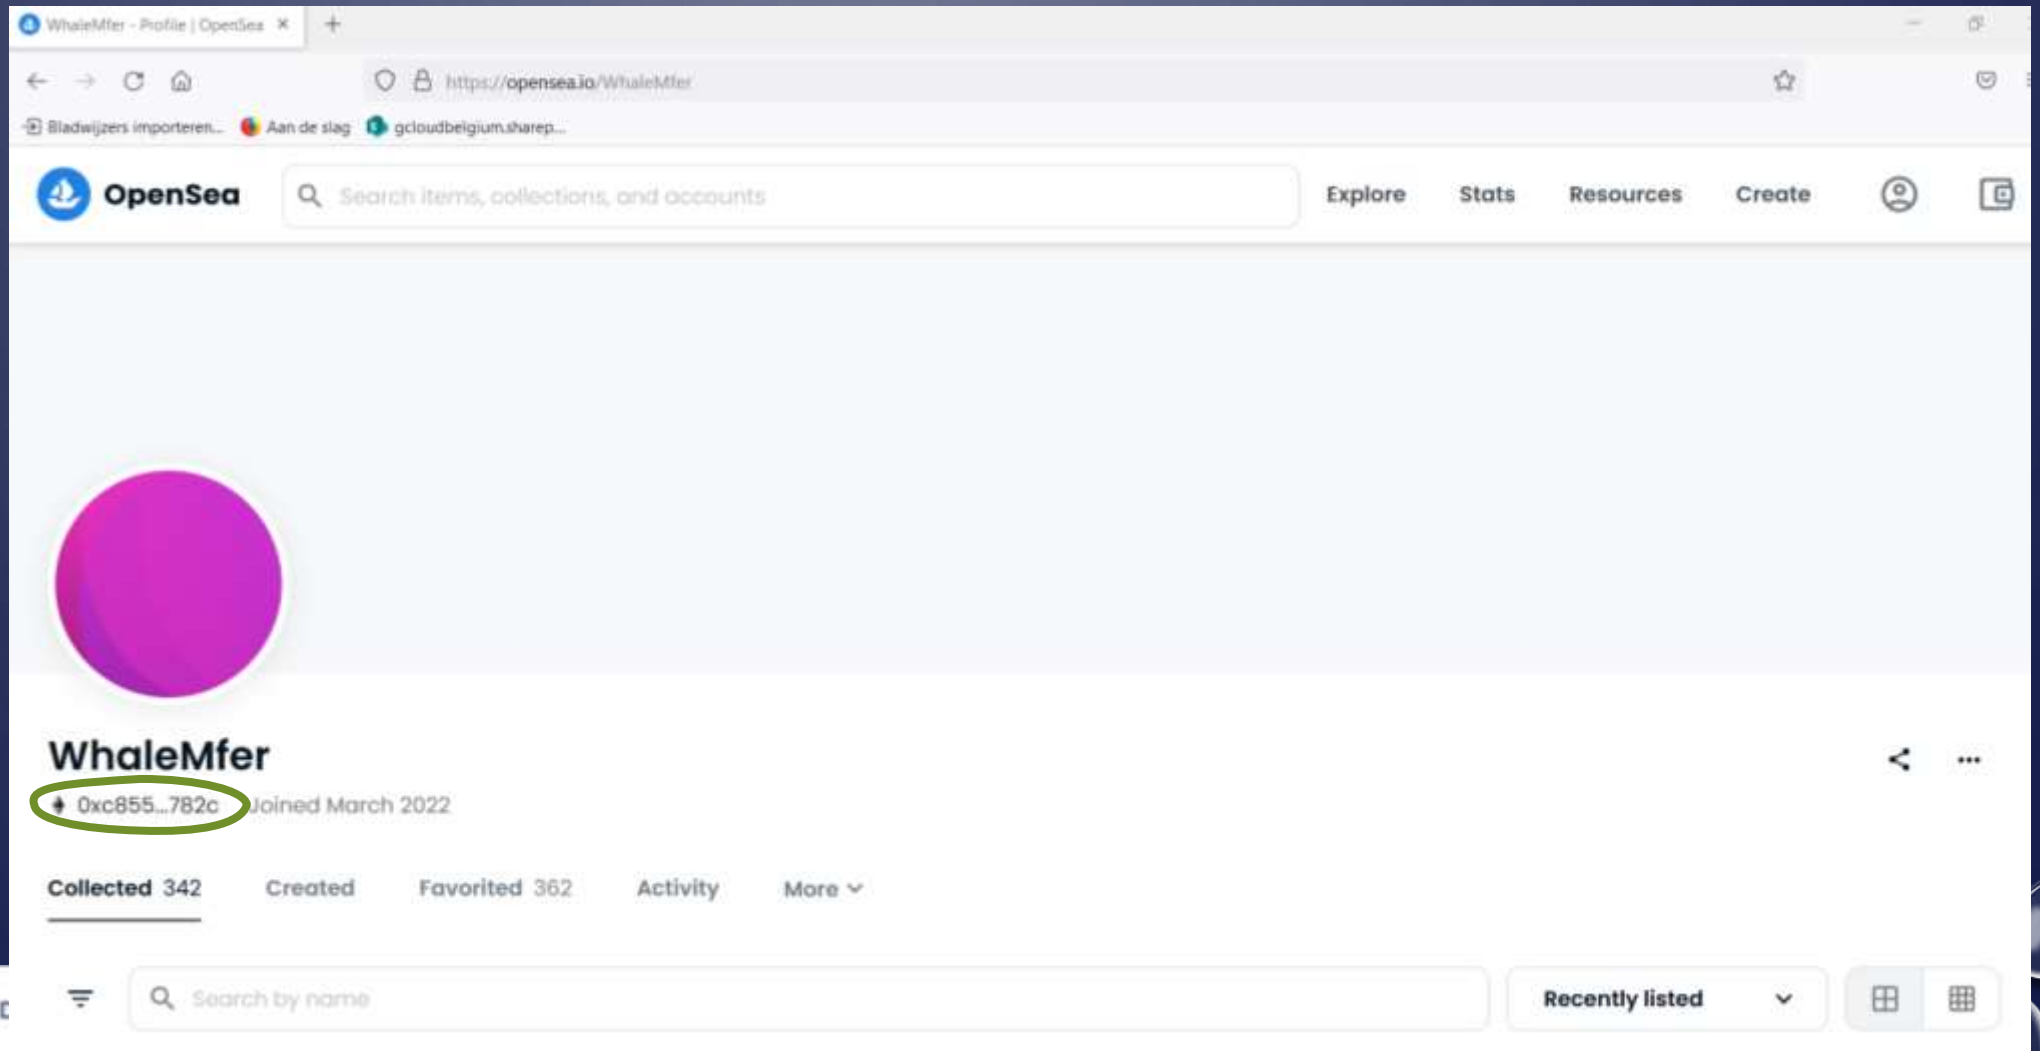 WhaleMfer - Profile | OpenSea
https://opensea.io/WhaleMfer
Bladwijzers importeren... Aan de slag gcloudbelgium.sharep...
OpenSea Search items, collections, and accounts Explore Stats Resources Create
WhaleMfer
0xc855...782c Joined March 2022
Collected 342 Created Favorited 362 Activity More
Search by name Recently listed